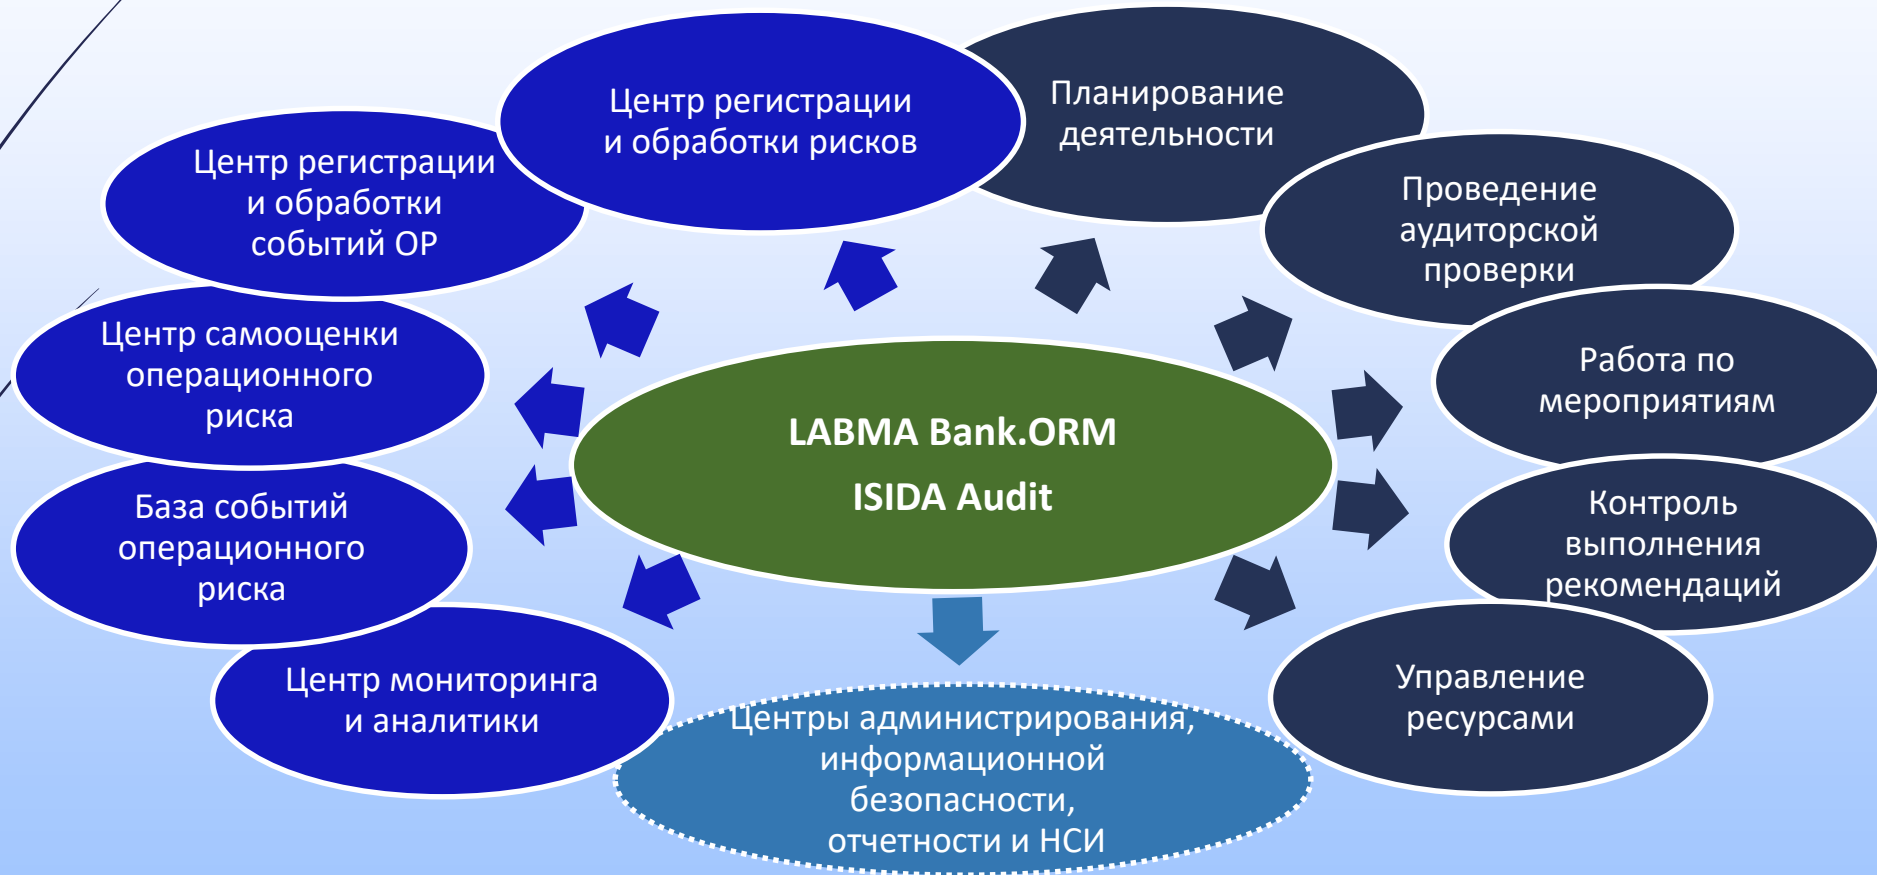 Центр регистрации
и обработки рисков
Планирование
деятельности
Центр регистрации
и обработки
событий ОР
Проведение
аудиторской
проверки
Центр самооценки
операционного
риска
Работа по
мероприятиям
LABMA Bank.ORM
ISIDA Audit
База событий
операционного
риска
Контроль
выполнения
рекомендаций
Центр мониторинга
и аналитики
Управление
ресурсами
Центры администрирования,
информационной
безопасности,
отчетности и НСИ